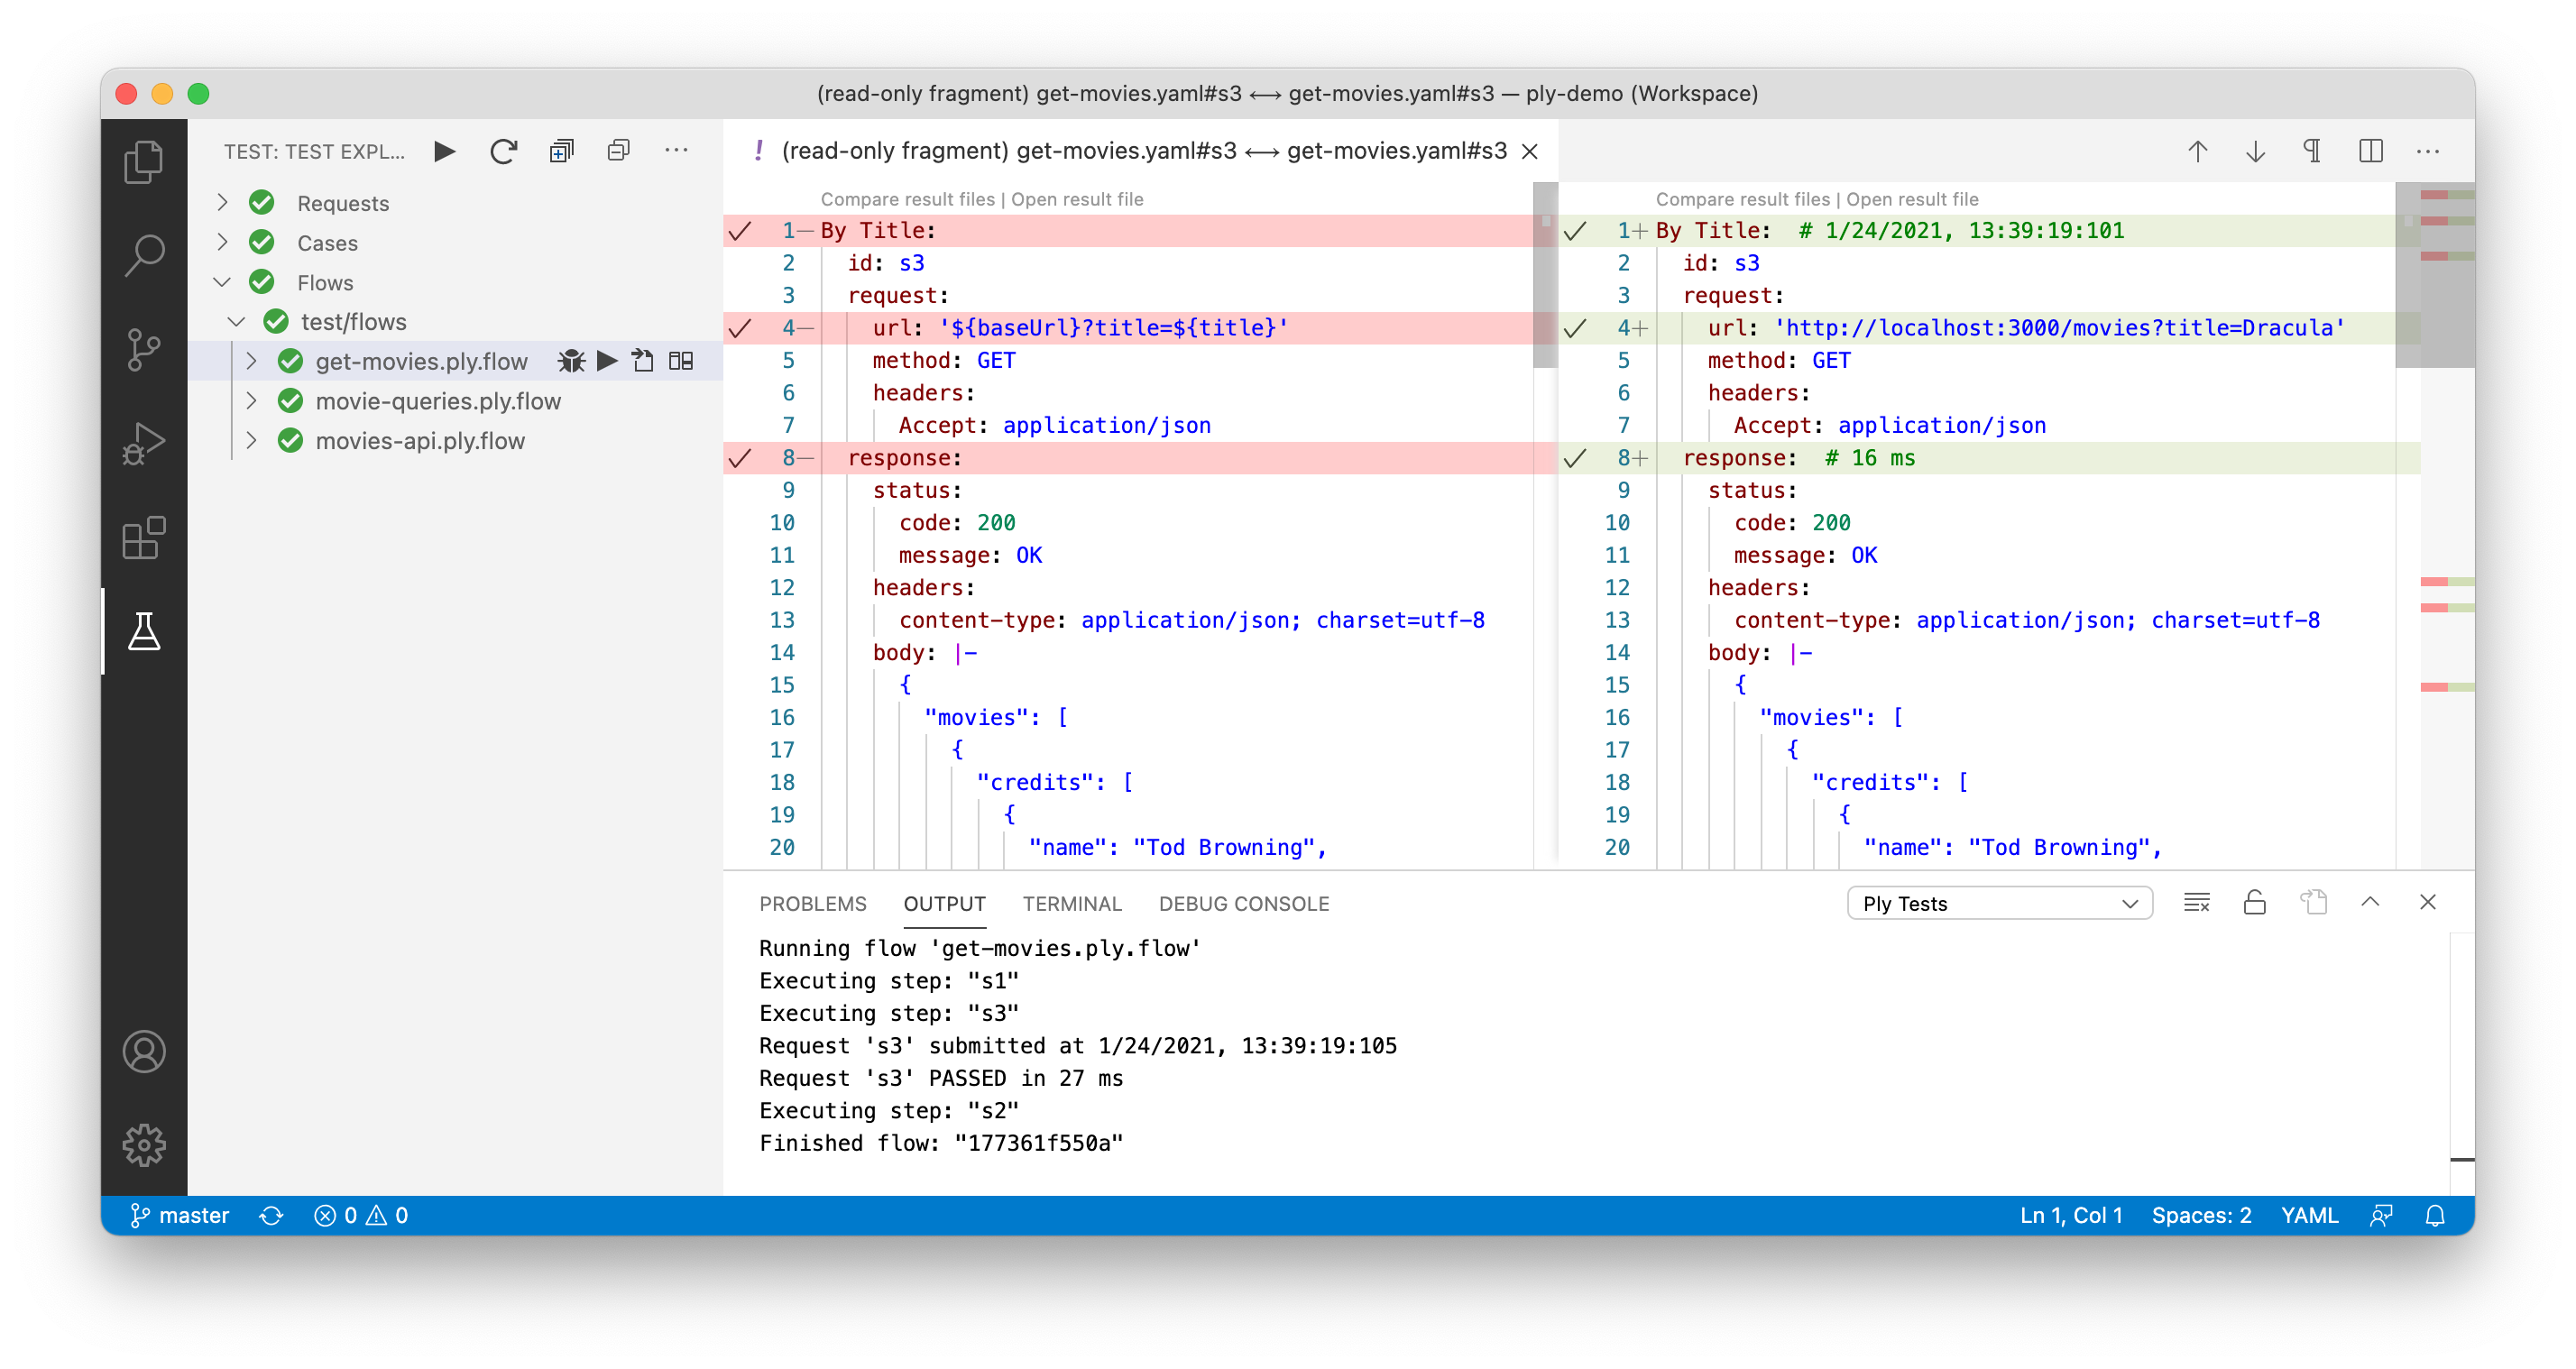 (read-only fragment) get-movies.yaml#s3 ⟷ get-movies.yaml#s3 — ply-demo (Workspace)
TEST: TEST EXPL...
Requests
Cases
Flows
test/flows
get-movies.ply.flow
movie-queries.ply.flow
movies-api.ply.flow
! (read-only fragment) get-movies.yaml#s3 ⟷ get-movies.yaml#s3
Compare result files | Open result file
1— By Title:
2 id: s3
3 request:
4— url: '${baseUrl}?title=${title}'
5 method: GET
6 headers:
7 Accept: application/json
8— response:
9 status:
10 code: 200
11 message: OK
12 headers:
13 content-type: application/json; charset=utf-8
14 body: |-
15 {
16 "movies": [
17 {
18 "credits": [
19 {
20 "name": "Tod Browning",
Compare result files | Open result file
1+ By Title:  # 1/24/2021, 13:39:19:101
2 id: s3
3 request:
4+ url: 'http://localhost:3000/movies?title=Dracula'
5 method: GET
6 headers:
7 Accept: application/json
8+ response:  # 16 ms
9 status:
10 code: 200
11 message: OK
12 headers:
13 content-type: application/json; charset=utf-8
14 body: |-
15 {
16 "movies": [
17 {
18 "credits": [
19 {
20 "name": "Tod Browning",
PROBLEMS OUTPUT TERMINAL DEBUG CONSOLE Ply Tests
Running flow 'get-movies.ply.flow'
Executing step: "s1"
Executing step: "s3"
Request 's3' submitted at 1/24/2021, 13:39:19:105
Request 's3' PASSED in 27 ms
Executing step: "s2"
Finished flow: "177361f550a"
master 0 0 Ln 1, Col 1 Spaces: 2 YAML